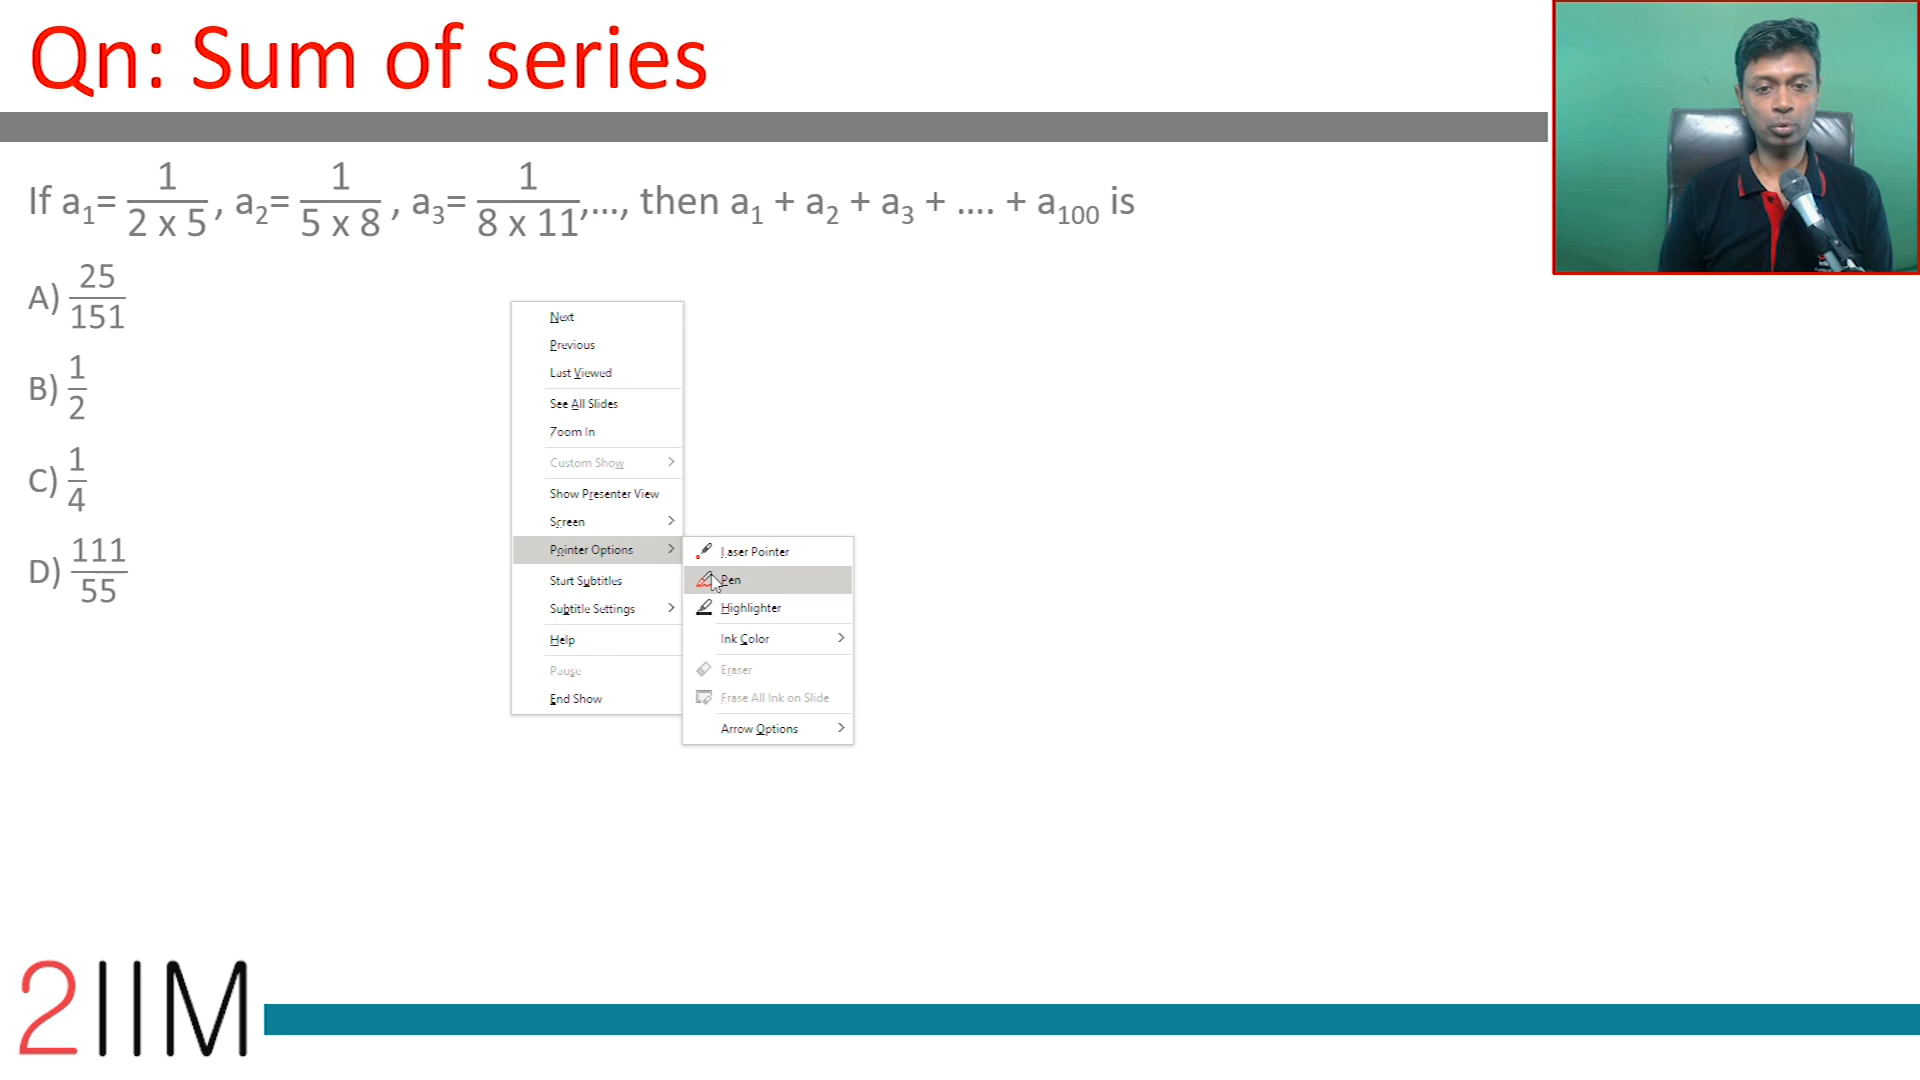 Qn: Sum of series
If a₁= 1/(2 x 5), a₂= 1/(5 x 8), a₃= 1/(8 x 11),..., then a₁ + a₂ + a₃ + .... + a₁₀₀ is
A) 25/151
B) 1/2
C) 1/4
D) 111/55
Next
Previous
Last Viewed
See All Slides
Zoom In
Custom Show
Show Presenter View
Screen
Pointer Options
Start Subtitles
Subtitle Settings
Help
Pause
End Show
Laser Pointer
Pen
Highlighter
Ink Color
Eraser
Erase All Ink on Slide
Arrow Options
2IIM